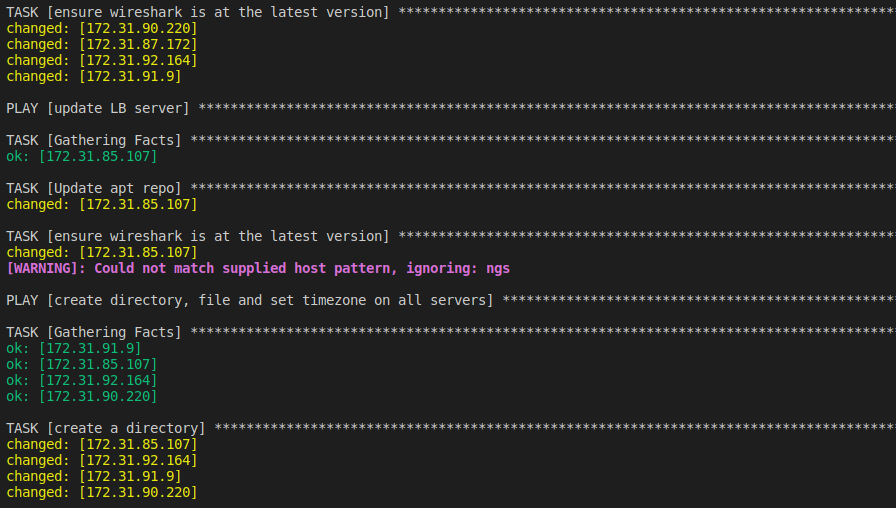 TASK [ensure wireshark is at the latest version] **************************************************************
changed: [172.31.90.220]
changed: [172.31.87.172]
changed: [172.31.92.164]
changed: [172.31.91.9]
PLAY [update LB server] ***************************************************************************************
TASK [Gathering Facts] ****************************************************************************************
ok: [172.31.85.107]
TASK [Update apt repo] ****************************************************************************************
changed: [172.31.85.107]
TASK [ensure wireshark is at the latest version] **************************************************************
changed: [172.31.85.107]
[WARNING]: Could not match supplied host pattern, ignoring: ngs
PLAY [create directory, file and set timezone on all servers] *************************************************
TASK [Gathering Facts] ****************************************************************************************
ok: [172.31.91.9]
ok: [172.31.85.107]
ok: [172.31.92.164]
ok: [172.31.90.220]
TASK [create a directory] *************************************************************************************
changed: [172.31.85.107]
changed: [172.31.92.164]
changed: [172.31.91.9]
changed: [172.31.90.220]